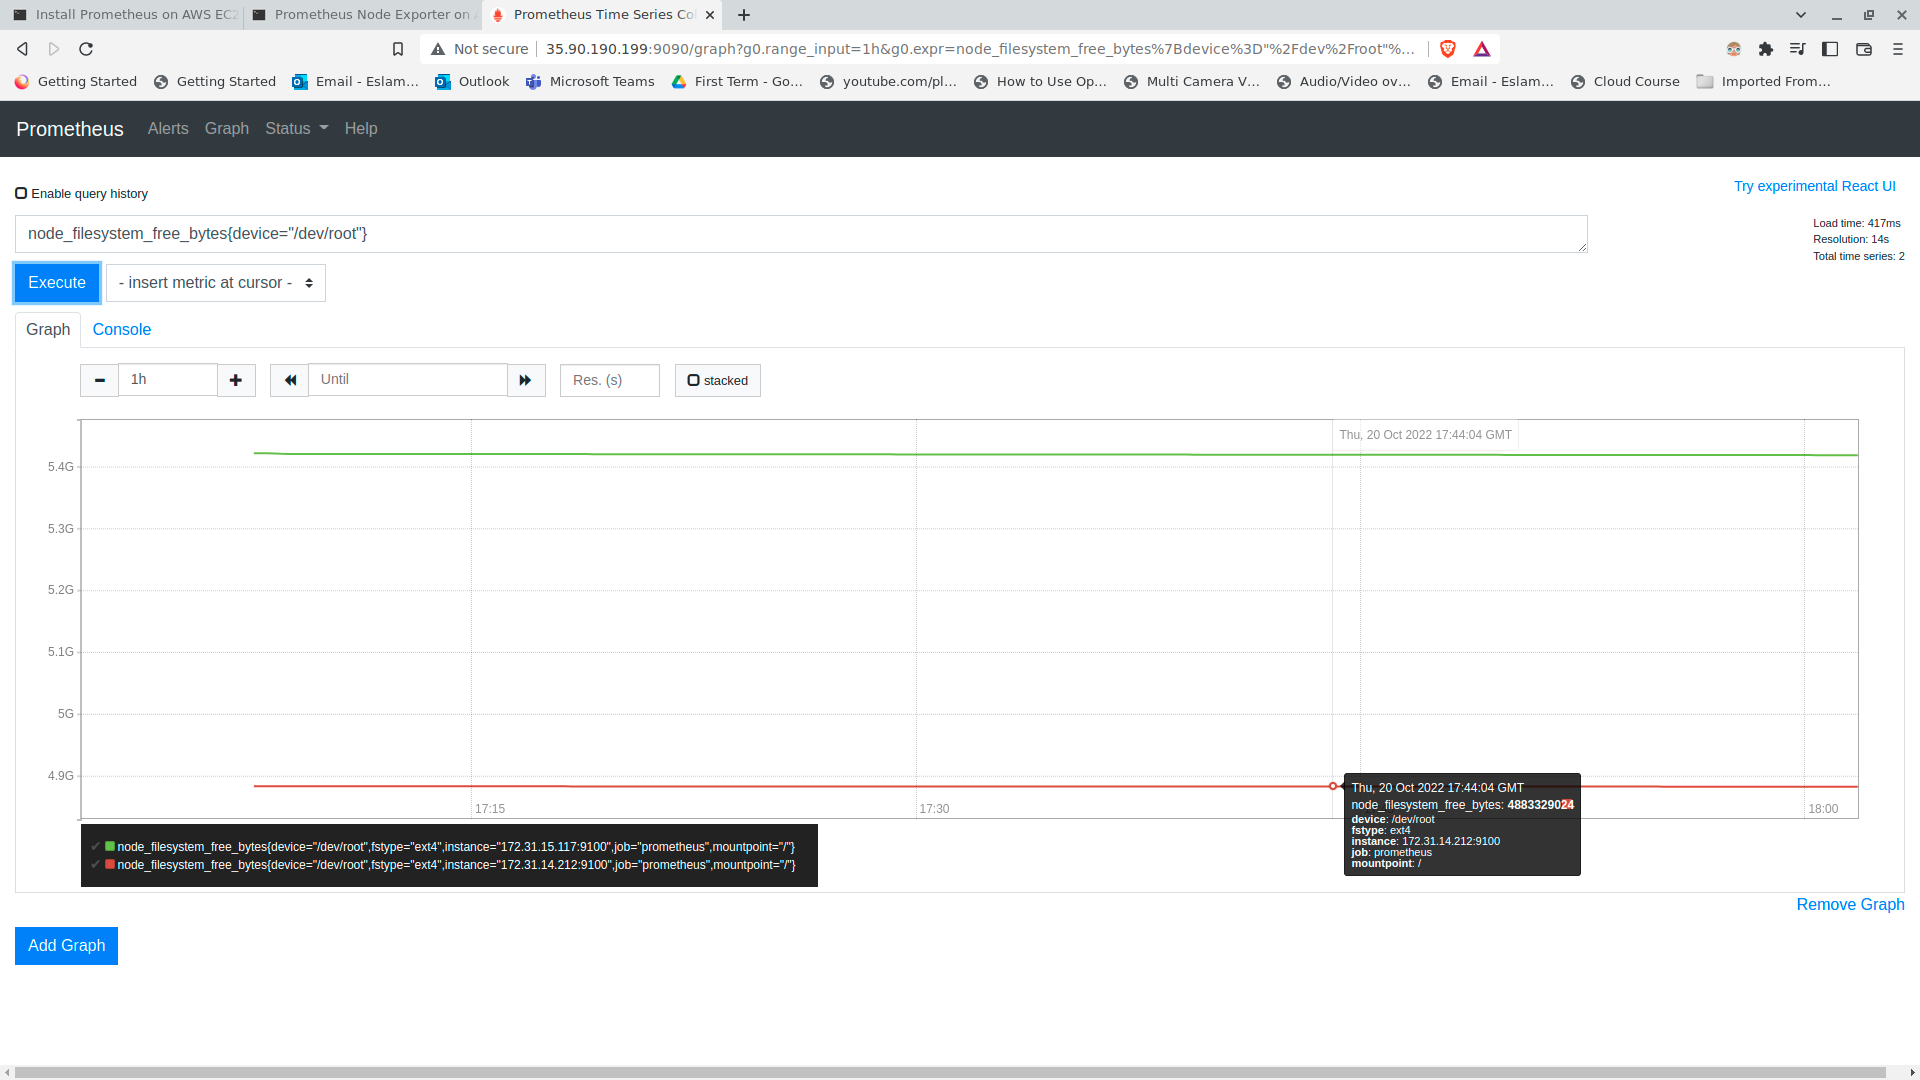 Install Prometheus on AWS EC2
Prometheus Node Exporter on
Prometheus Time Series Co
Not secure
35.90.190.199:9090/graph?g0.range_input=1h&g0.expr=node_filesystem_free_bytes%7Bdevice%3D"%2Fdev%2Froot"%...
Getting Started
Getting Started
Email - Eslam...
Outlook
Microsoft Teams
First Term - Go...
youtube.com/pl...
How to Use Op...
Multi Camera V...
Audio/Video ov...
Email - Eslam...
Cloud Course
Imported From...
Prometheus
Alerts
Graph
Status
Help
Enable query history
Try experimental React UI
node_filesystem_free_bytes{device="/dev/root"}
Load time: 417ms
Resolution: 14s
Total time series: 2
Execute
- insert metric at cursor -
Graph
Console
1h
Until
Res. (s)
stacked
Thu, 20 Oct 2022 17:44:04 GMT
5.4G
5.3G
5.2G
5.1G
5G
4.9G
17:15
17:30
18:00
Thu, 20 Oct 2022 17:44:04 GMT
node_filesystem_free_bytes: 4883329024
device: /dev/root
fstype: ext4
instance: 172.31.14.212:9100
job: prometheus
mountpoint: /
✔ node_filesystem_free_bytes{device="/dev/root",fstype="ext4",instance="172.31.15.117:9100",job="prometheus",mountpoint="/"}
✔ node_filesystem_free_bytes{device="/dev/root",fstype="ext4",instance="172.31.14.212:9100",job="prometheus",mountpoint="/"}
Remove Graph
Add Graph